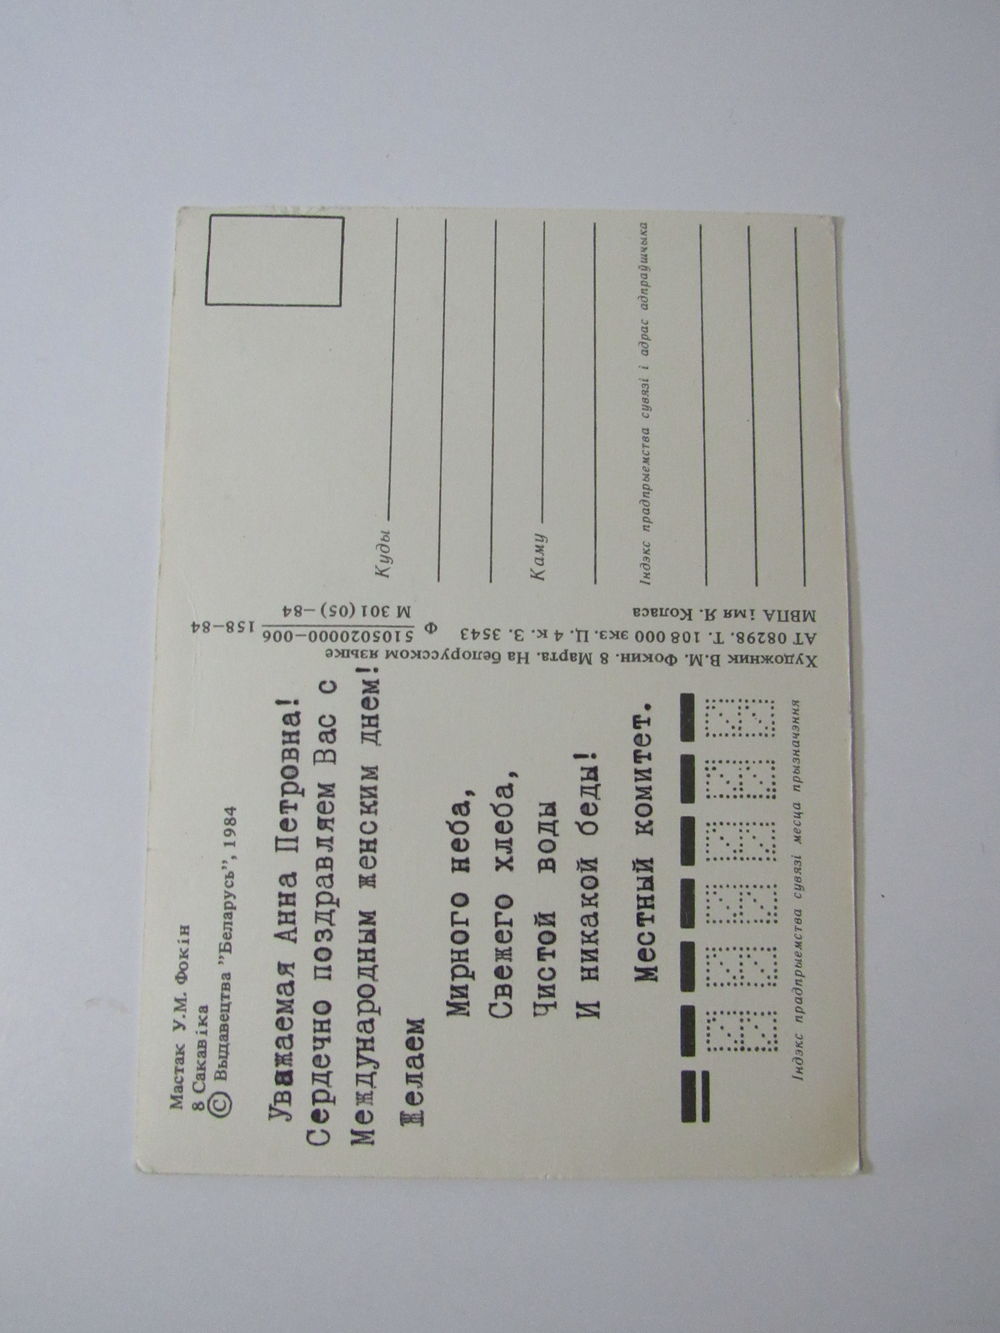 Мастак У.М. Фокін
8 Сакавіка
© Выдавецтва "Беларусь", 1984
Уважаемая Анна Петровна!
Сердечно поздравляем Вас с
Международным женским днем!
Желаем
Мирного неба,
Свежего хлеба,
Чистой воды
И никакой беды!
Местный комитет.
Індэкс прадпрыемства сувязі месца прызначэння
Художник В.М. Фокин. 8 Марта. На белорусском языке
АТ 08298. Т. 108 000 экз. Ц. 4 к. З. 3543
МВПА імя Я. Коласа
Ф 5105020000-006 158-84
М 301(05)-84
Куды
Каму
Індэкс прадпрыемства сувязі і адрас адпраўшчыка